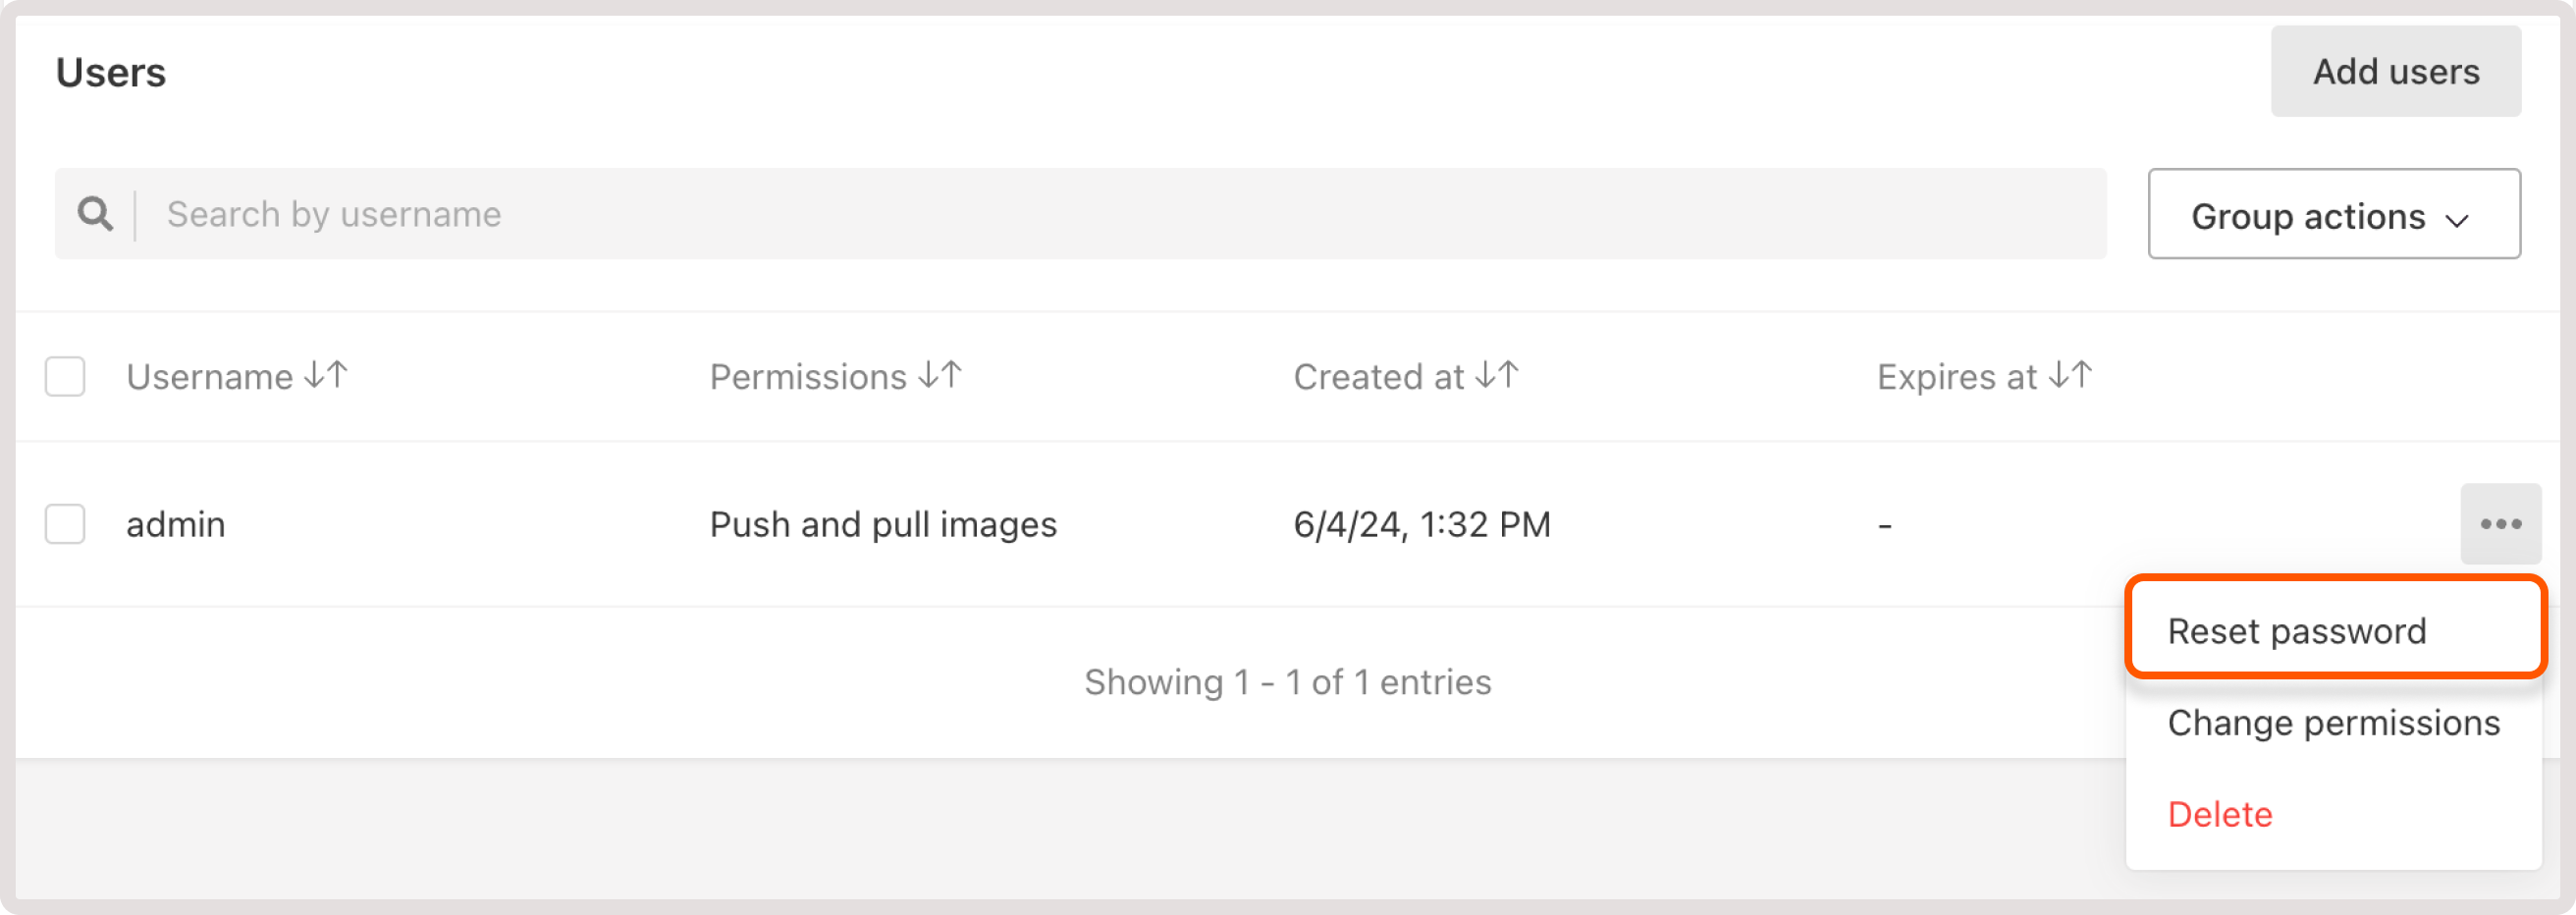 Users
Add users
Search by username
Group actions
Username Permissions Created at Expires at
admin Push and pull images 6/4/24, 1:32 PM -
Reset password
Showing 1 - 1 of 1 entries
Change permissions
Delete